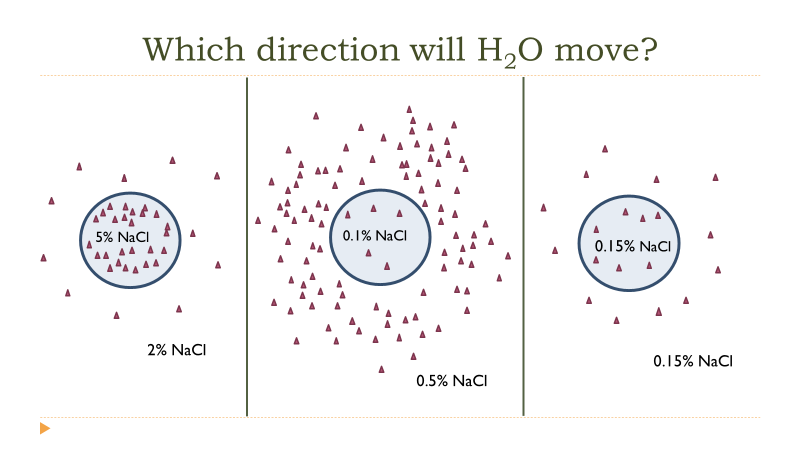 Which direction will H₂O move?
5% NaCl
2% NaCl
0.1% NaCl
0.5% NaCl
0.15% NaCl
0.15% NaCl